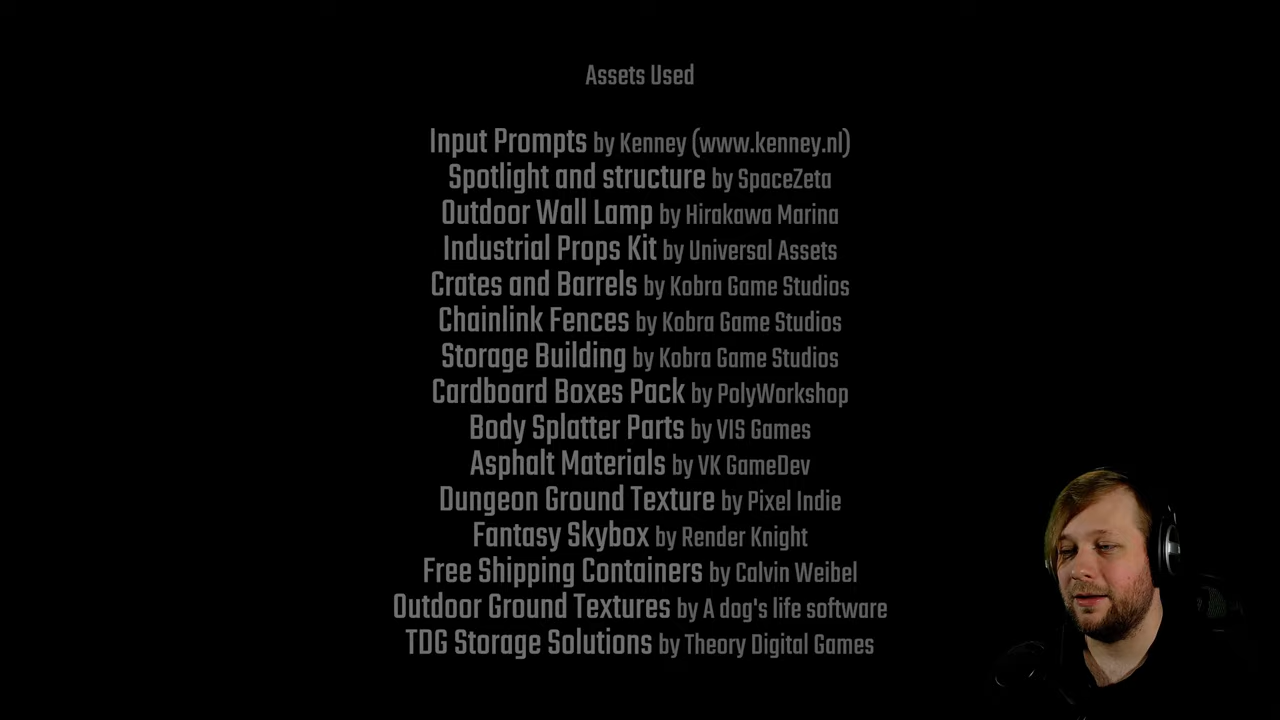 Assets Used
Input Prompts by Kenney (www.kenney.nl)
Spotlight and structure by SpaceZeta
Outdoor Wall Lamp by Hirakawa Marina
Industrial Props Kit by Universal Assets
Crates and Barrels by Kobra Game Studios
Chainlink Fences by Kobra Game Studios
Storage Building by Kobra Game Studios
Cardboard Boxes Pack by PolyWorkshop
Body Splatter Parts by VIS Games
Asphalt Materials by VK GameDev
Dungeon Ground Texture by Pixel Indie
Fantasy Skybox by Render Knight
Free Shipping Containers by Calvin Weibel
Outdoor Ground Textures by A dog's life software
TDG Storage Solutions by Theory Digital Games